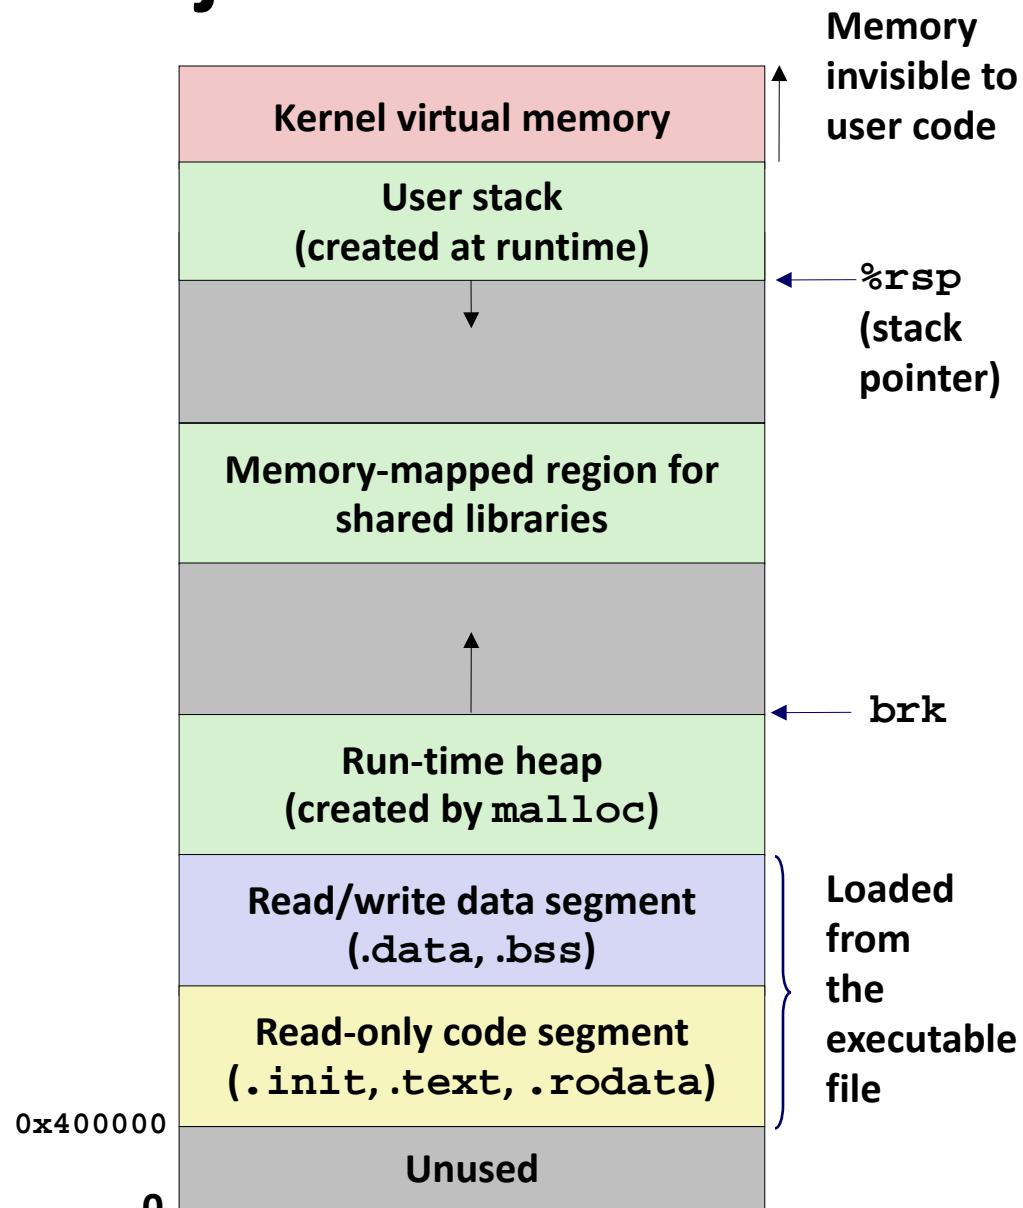 Memory
invisible to
user code
Kernel virtual memory
User stack
(created at runtime)
%rsp
(stack
pointer)
Memory-mapped region for
shared libraries
brk
Run-time heap
(created by malloc)
Read/write data segment
(.data, .bss)
Loaded
from
the
executable
file
Read-only code segment
(.init, .text, .rodata)
0x400000
Unused
0